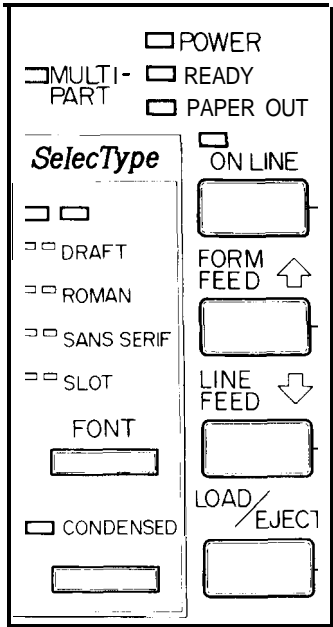 POWER
MULTI-
PART
READY
PAPER OUT
SelecType
ON LINE
DRAFT
ROMAN
SANS SERIF
SLOT
FONT
CONDENSED
FORM
FEED
LINE
FEED
LOAD/
EJECT